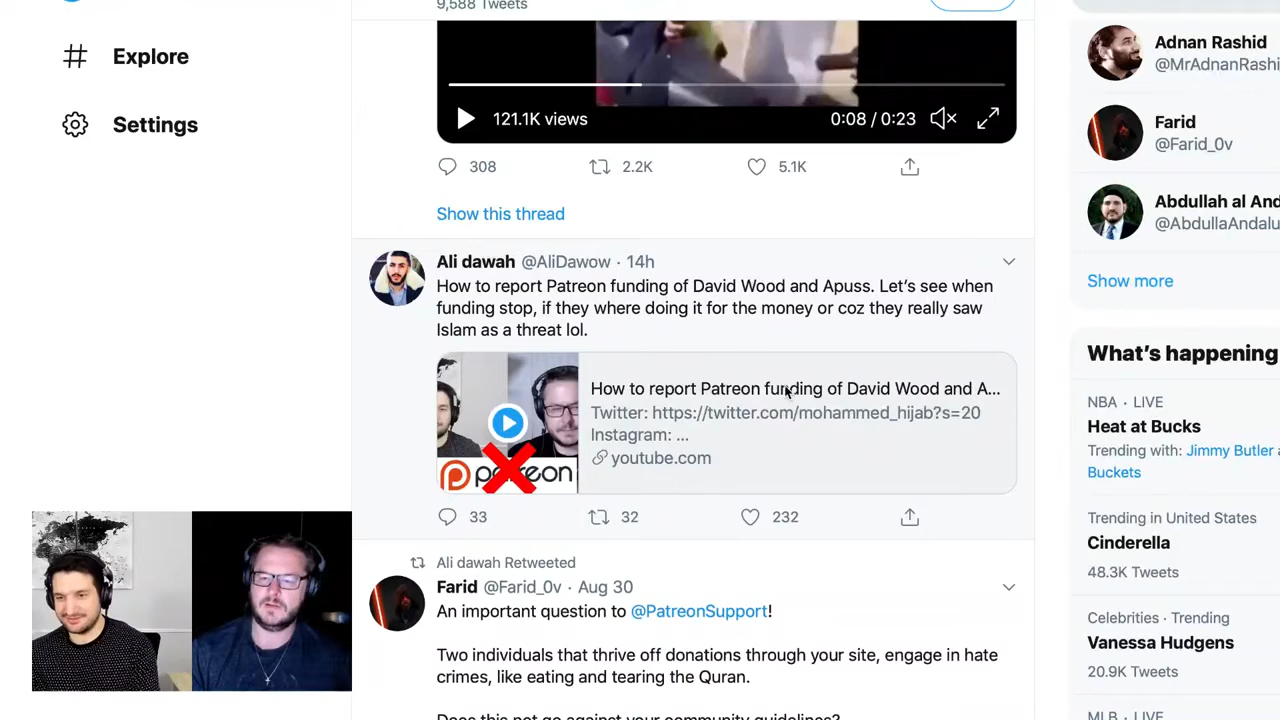 9,588 Tweets
Explore
Settings
121.1K views
0:08 / 0:23
308
2.2K
5.1K
Show this thread
Ali dawah @AliDawow · 14h
How to report Patreon funding of David Wood and Apuss. Let's see when
funding stop, if they where doing it for the money or coz they really saw
Islam as a threat lol.
How to report Patreon funding of David Wood and A...
Twitter: https://twitter.com/mohammed_hijab?s=20
Instagram: ...
youtube.com
33
32
232
Ali dawah Retweeted
Farid @Farid_0v · Aug 30
An important question to @PatreonSupport!
Two individuals that thrive off donations through your site, engage in hate
crimes, like eating and tearing the Quran.
Does this not go against your community guidelines?
Adnan Rashid
@MrAdnanRashi
Farid
@Farid_0v
Abdullah al And
@AbdullaAndalu
Show more
What's happening
NBA · LIVE
Heat at Bucks
Trending with: Jimmy Butler a
Buckets
Trending in United States
Cinderella
48.3K Tweets
Celebrities · Trending
Vanessa Hudgens
20.9K Tweets
MLB · LIVE